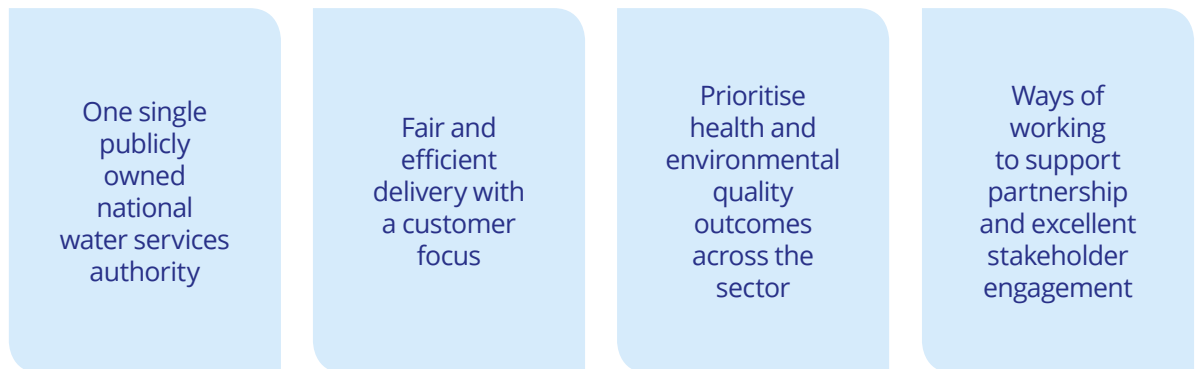 One single
publicly
owned
national
water services
authority
Fair and
efficient
delivery with
a customer
focus
Prioritise
health and
environmental
quality
outcomes
across the
sector
Ways of
working
to support
partnership
and excellent
stakeholder
engagement